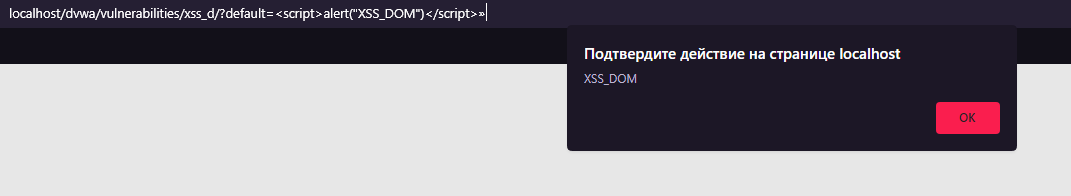 localhost/dvwa/vulnerabilities/xss_d/?default=<script>alert("XSS_DOM")</script>»
Подтвердите действие на странице localhost
XSS_DOM
OK